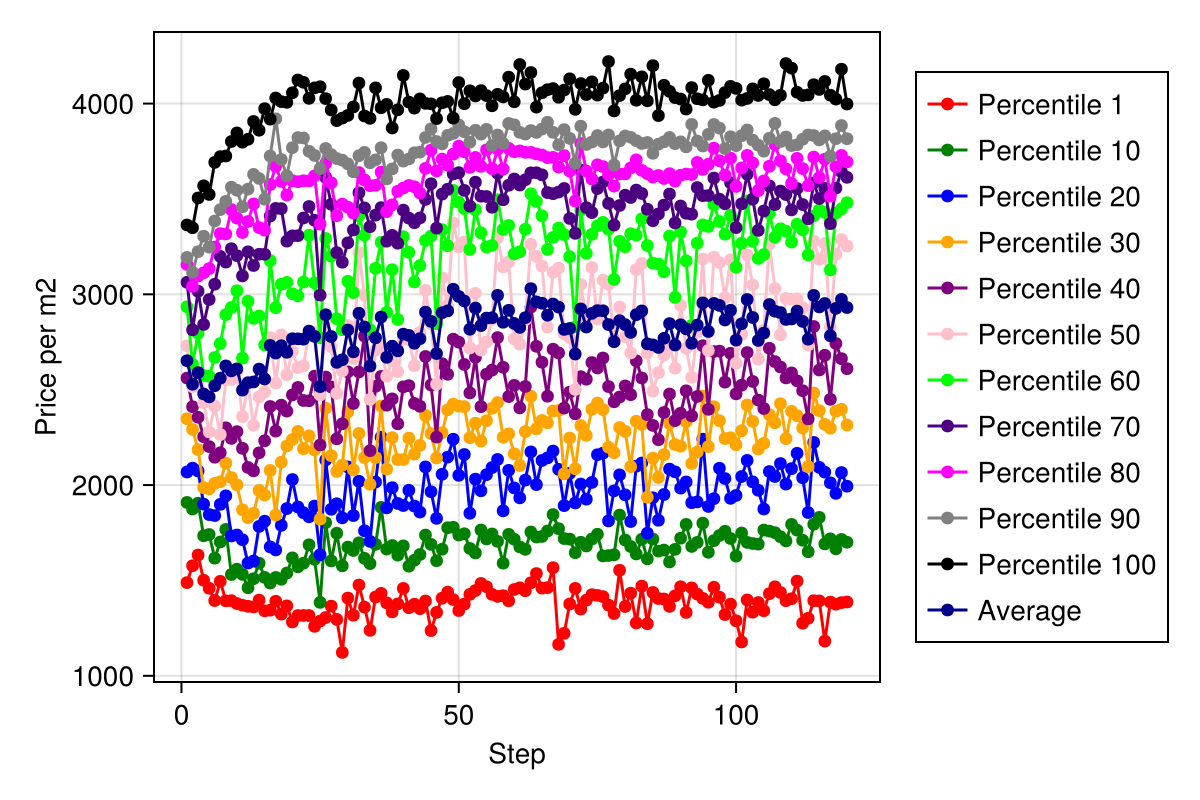 4000
3000
2000
1000
Price per m2
0
50
100
Step
Percentile 1
Percentile 10
Percentile 20
Percentile 30
Percentile 40
Percentile 50
Percentile 60
Percentile 70
Percentile 80
Percentile 90
Percentile 100
Average